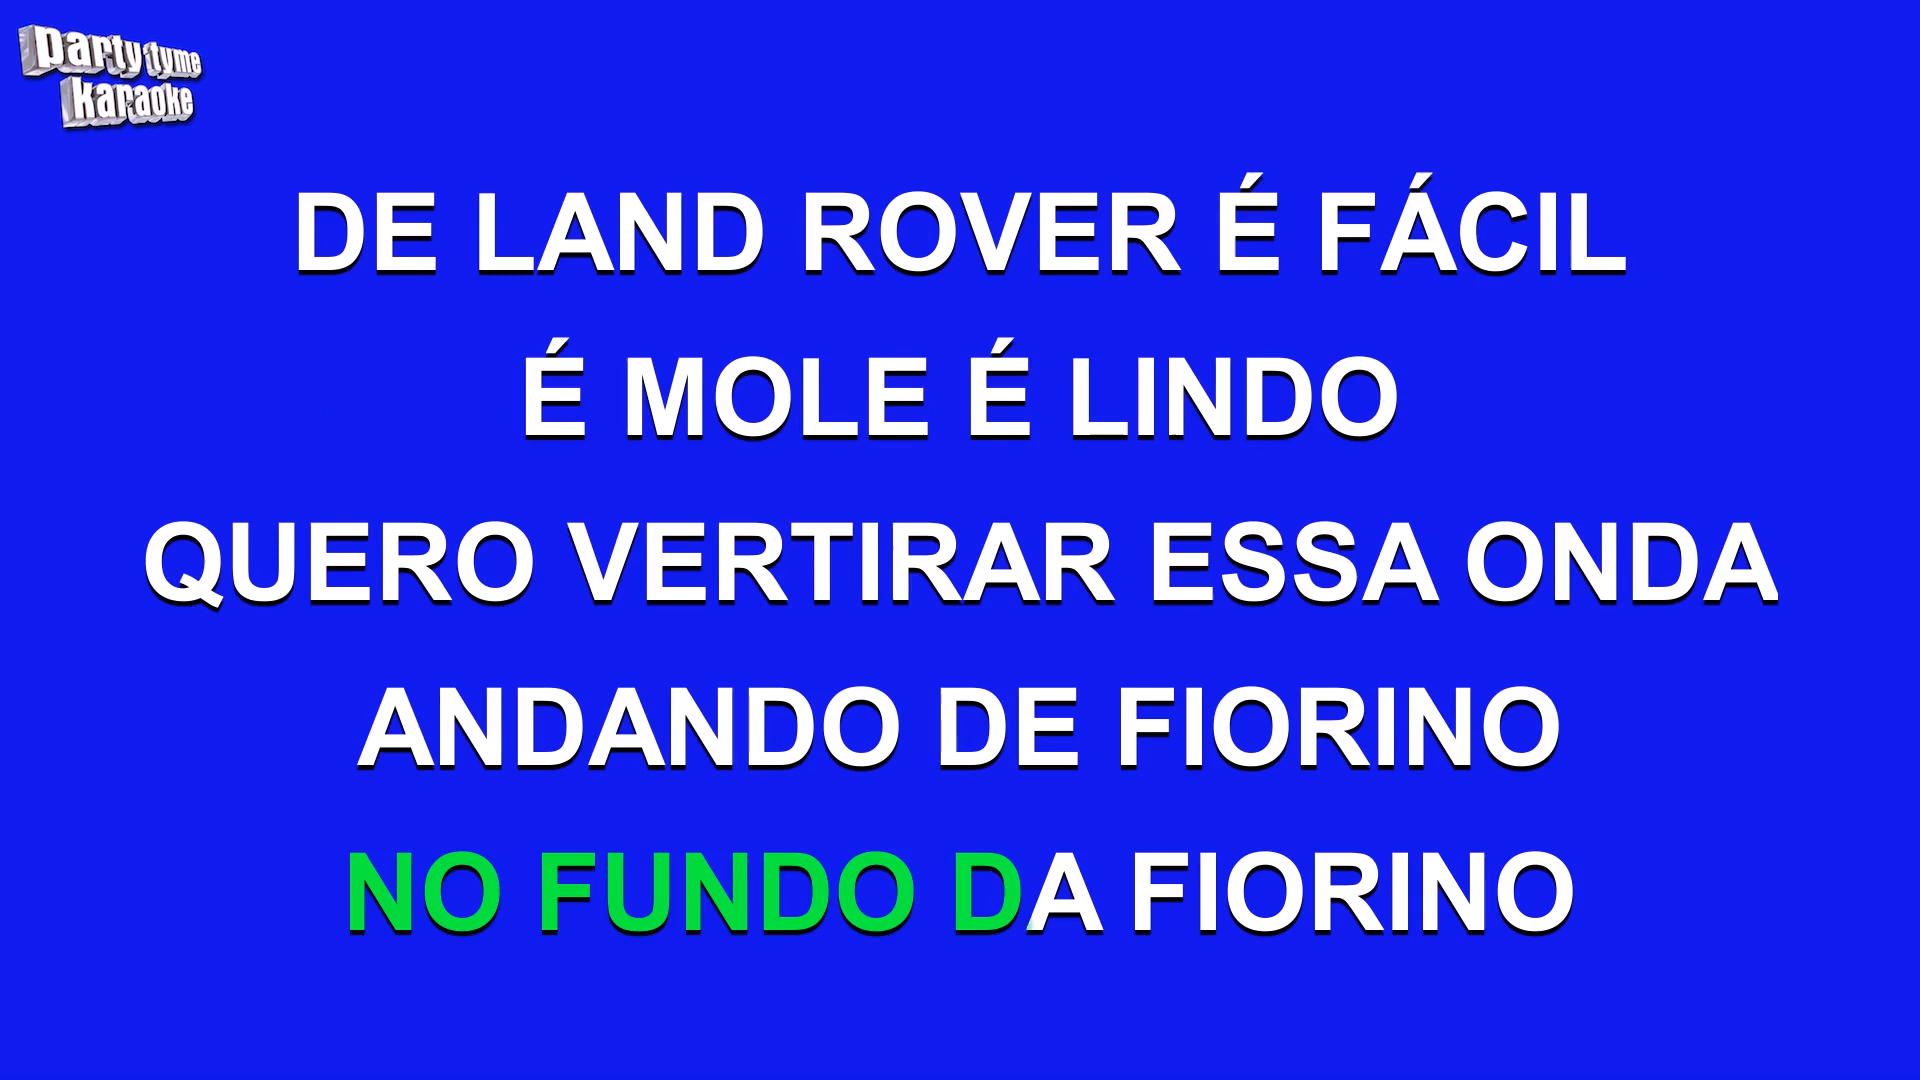 party tyme
karaoke
DE LAND ROVER É FÁCIL
É MOLE É LINDO
QUERO VERTIRAR ESSA ONDA
ANDANDO DE FIORINO
NO FUNDO DA FIORINO